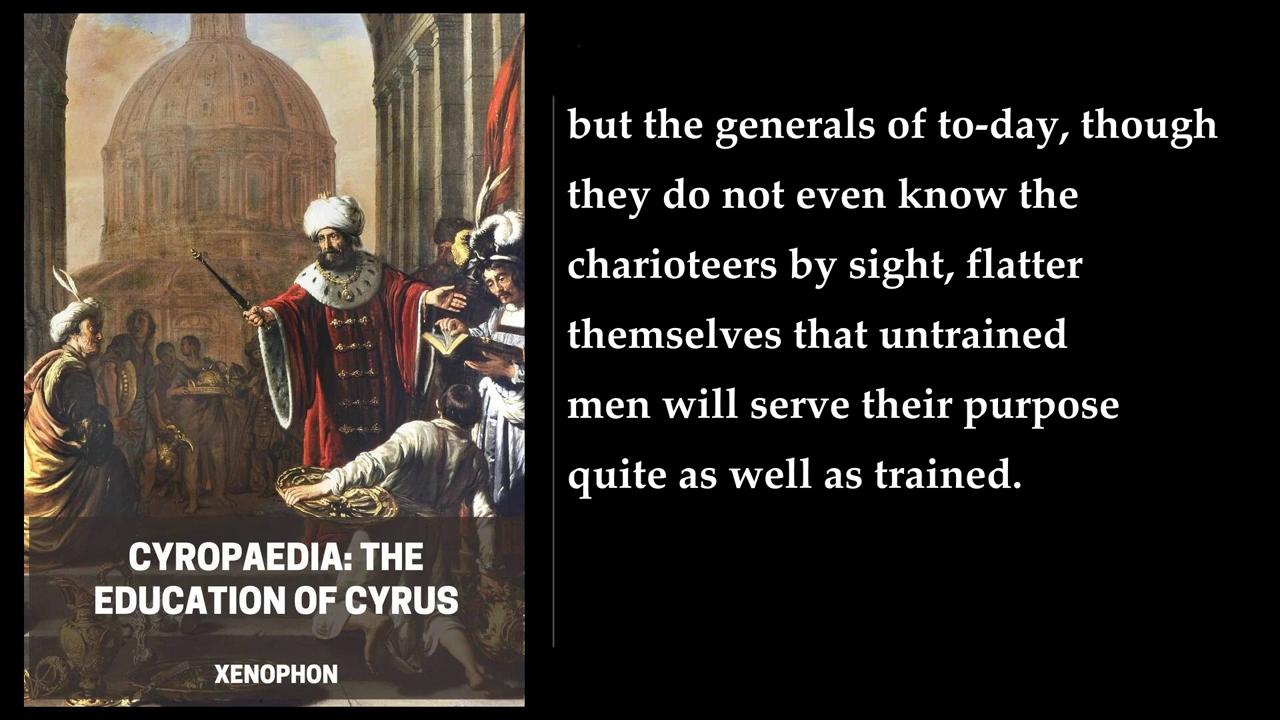 CYROPAEDIA: THE
EDUCATION OF CYRUS
XENOPHON
but the generals of to-day, though
they do not even know the
charioteers by sight, flatter
themselves that untrained
men will serve their purpose
quite as well as trained.